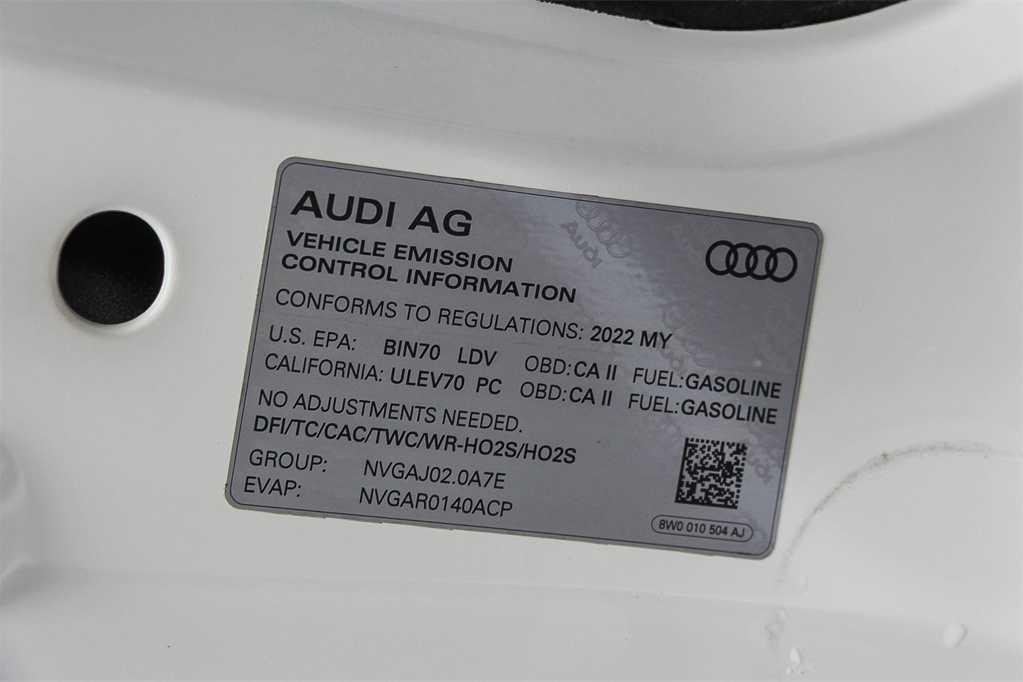 AUDI AG
VEHICLE EMISSION
CONTROL INFORMATION
CONFORMS TO REGULATIONS: 2022 MY
U.S. EPA: BIN70 LDV OBD:CA II FUEL:GASOLINE
CALIFORNIA: ULEV70 PC OBD:CA II FUEL:GASOLINE
NO ADJUSTMENTS NEEDED.
DFI/TC/CAC/TWC/WR-HO2S/HO2S
GROUP: NVGAJ02.0A7E
EVAP: NVGAR0140ACP
8W0 010 504 AJ
Audi